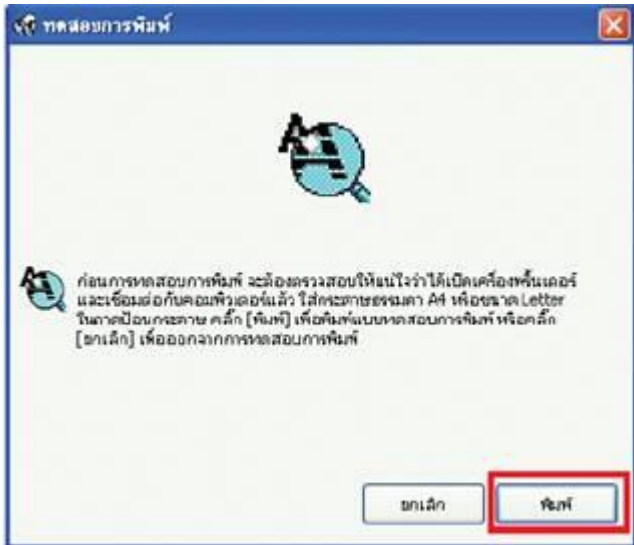 ทดสอบการพิมพ์
ก่อนการทดสอบการพิมพ์ จะต้องตรวจสอบให้แน่ใจว่าได้เปิดเครื่องพริ้นเตอร์
และเชื่อมต่อกับคอมพิวเตอร์แล้ว ใส่กระดาษธรรมดา A4 หรือขนาด Letter
ในถาดป้อนกระดาษ คลิ๊ก [พิมพ์] เพื่อพิมพ์แบบทดสอบการพิมพ์ หรือคลิ๊ก
[ยกเลิก] เพื่อออกจากการทดสอบการพิมพ์
ยกเลิก
พิมพ์